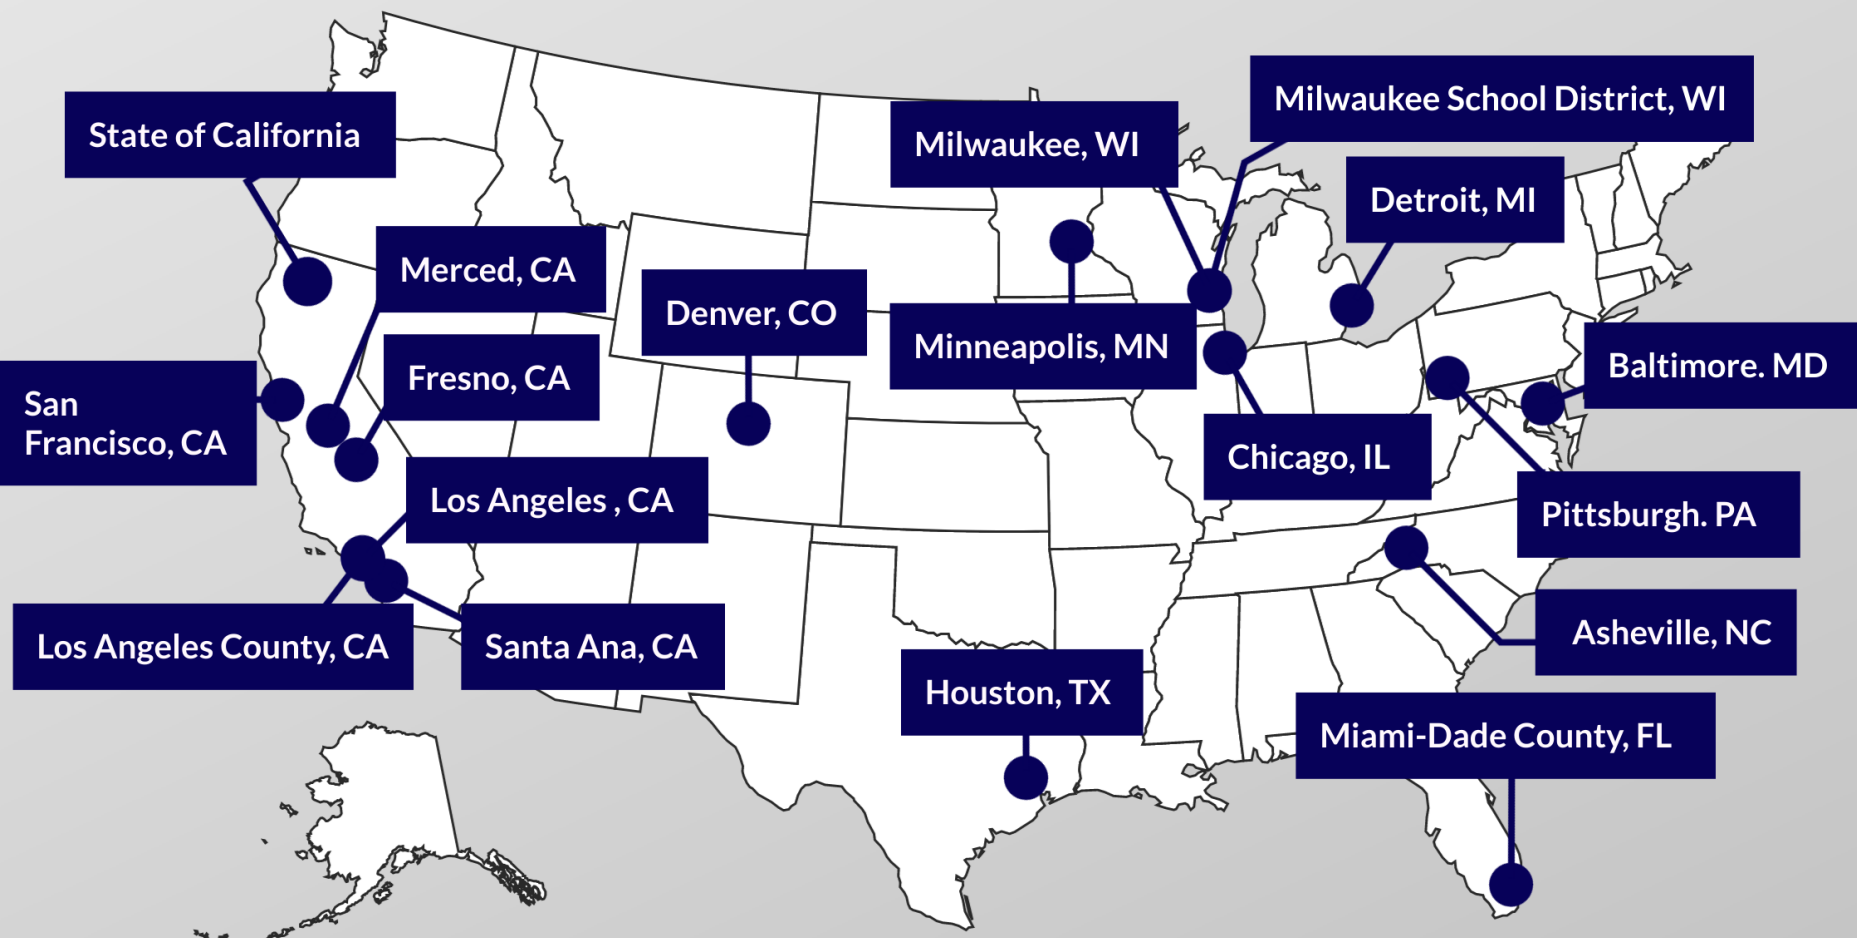 Milwaukee School District, WI
State of California
Milwaukee, WI
Detroit, MI
Merced, CA
Denver, CO
Minneapolis, MN
Baltimore. MD
Fresno, CA
San
Francisco, CA
Chicago, IL
Los Angeles , CA
Pittsburgh. PA
Asheville, NC
Los Angeles County, CA
Santa Ana, CA
Houston, TX
Miami-Dade County, FL